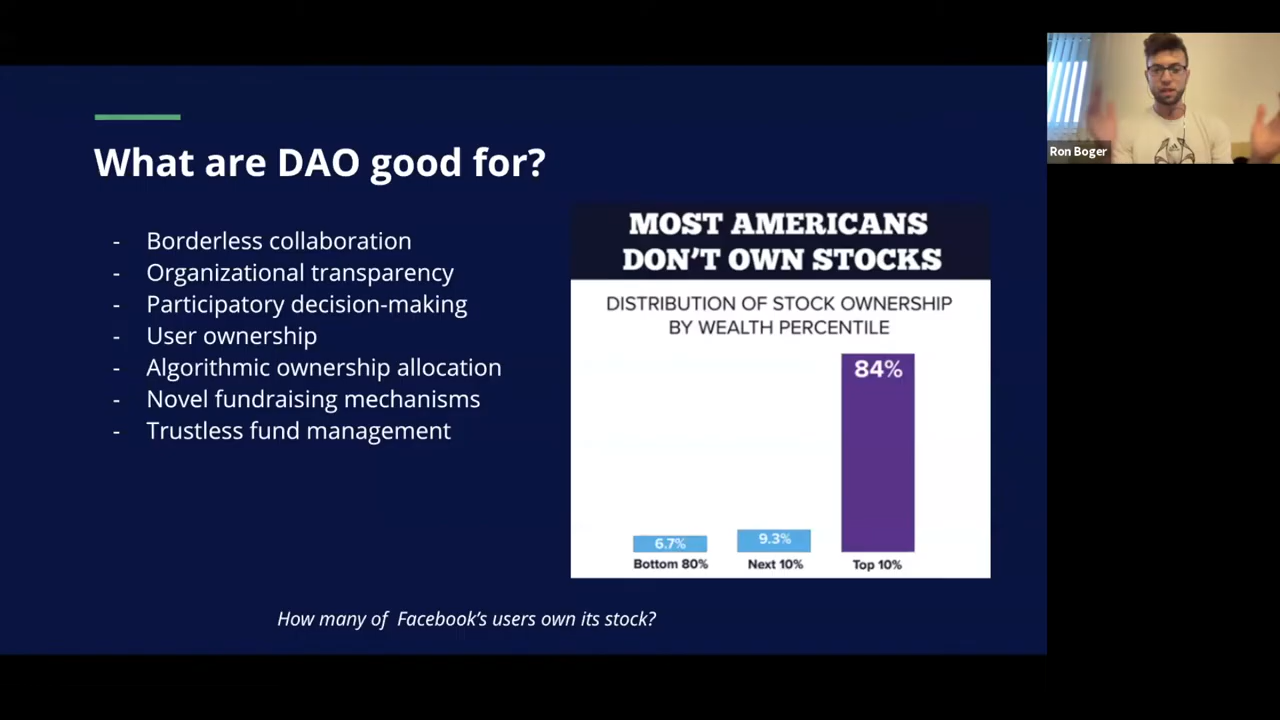 What are DAO good for?
- Borderless collaboration
- Organizational transparency
- Participatory decision-making
- User ownership
- Algorithmic ownership allocation
- Novel fundraising mechanisms
- Trustless fund management
MOST AMERICANS
DON'T OWN STOCKS
DISTRIBUTION OF STOCK OWNERSHIP
BY WEALTH PERCENTILE
84%
6.7%
9.3%
Bottom 80%
Next 10%
Top 10%
How many of Facebook's users own its stock?
Ron Boger